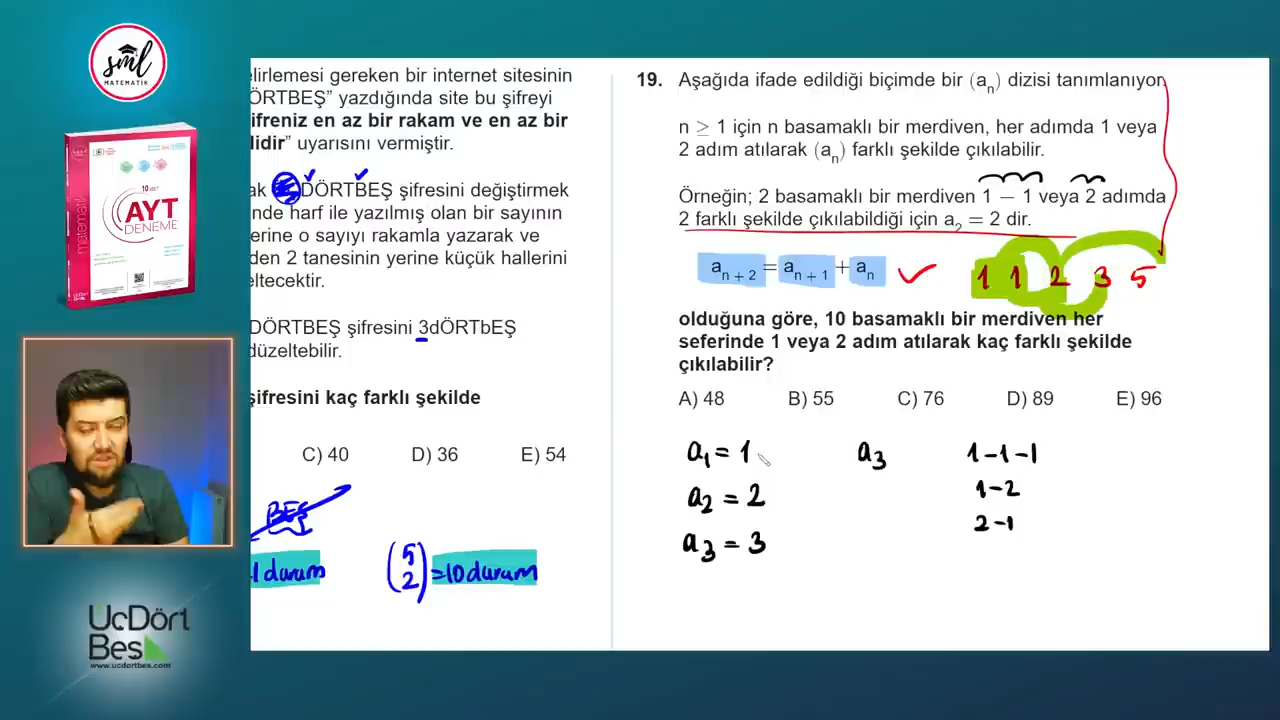 sml
MATEMATİK
10 ADET
AYT
DENEME
matematik
ÜçDört
Beş
elirlemesi gereken bir internet sitesinin
ÖRTBEŞ” yazdığında site bu şifreyi
ifreniz en az bir rakam ve en az bir
lidir” uyarısını vermiştir.
ak DÖRTBEŞ şifresini değiştirmek
nde harf ile yazılmış olan bir sayının
erine o sayıyı rakamla yazarak ve
den 2 tanesinin yerine küçük hallerini
eltecektir.
DÖRTBEŞ şifresini 3dÖRTbEŞ
düzeltebilir.
şifresini kaç farklı şekilde
C) 40 D) 36 E) 54
BEŞ
1 durum
(5 2) = 10 durum
19. Aşağıda ifade edildiği biçimde bir (an) dizisi tanımlanıyor.
n ≥ 1 için n basamaklı bir merdiven, her adımda 1 veya
2 adım atılarak (an) farklı şekilde çıkılabilir.
Örneğin; 2 basamaklı bir merdiven 1 – 1 veya 2 adımda
2 farklı şekilde çıkılabildiği için a2 = 2 dir.
an + 2 = an + 1 + an ✓ 1 1 2 3 5
olduğuna göre, 10 basamaklı bir merdiven her
seferinde 1 veya 2 adım atılarak kaç farklı şekilde
çıkılabilir?
A) 48 B) 55 C) 76 D) 89 E) 96
a1 = 1 a3 1-1-1
a2 = 2 1-2
a3 = 3 2-1
ÜcDört
Beş
www.ucdortbes.com